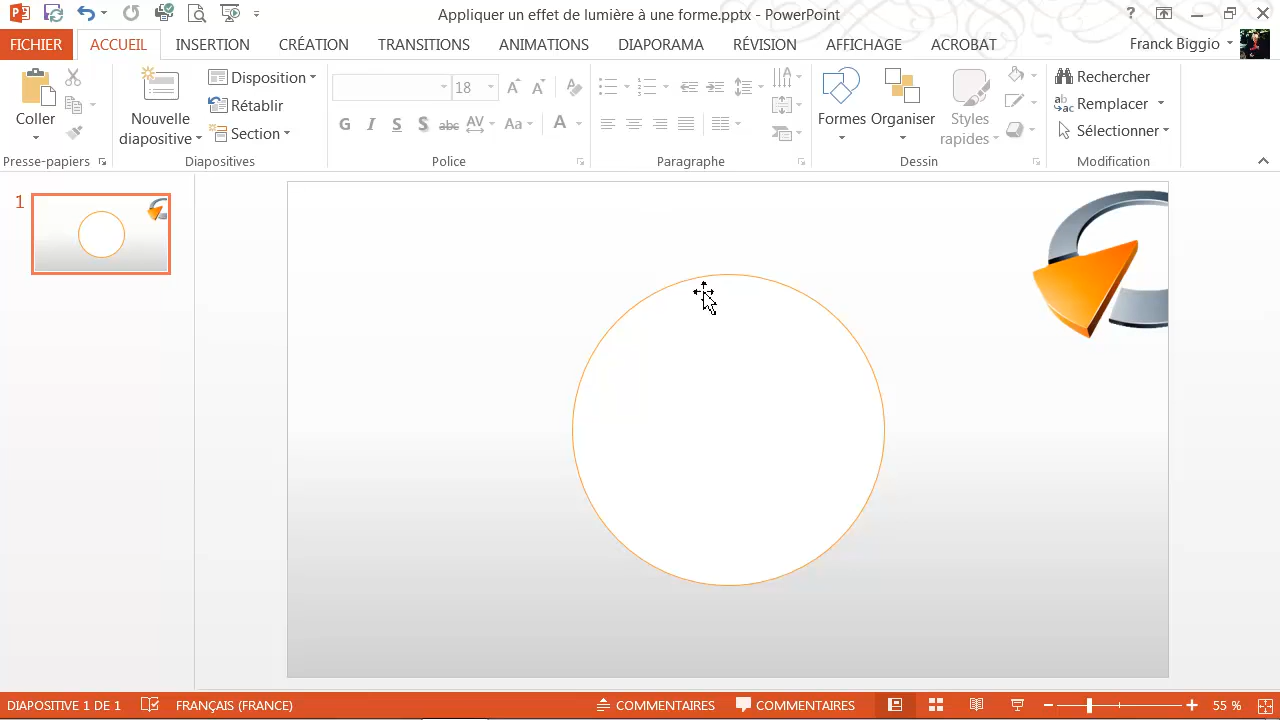 Appliquer un effet de lumière à une forme.pptx - PowerPoint
?
FICHIER ACCUEIL INSERTION CRÉATION TRANSITIONS ANIMATIONS DIAPORAMA RÉVISION AFFICHAGE ACROBAT Franck Biggio
Coller
Presse-papiers
Nouvelle
diapositive
Disposition
Rétablir
Section
Diapositives
18
G I S S abc AV Aa A
Police
Paragraphe
Formes
Organiser
Styles
rapides
Dessin
Rechercher
Remplacer
Sélectionner
Modification
1
DIAPOSITIVE 1 DE 1 FRANÇAIS (FRANCE) COMMENTAIRES COMMENTAIRES 55 %